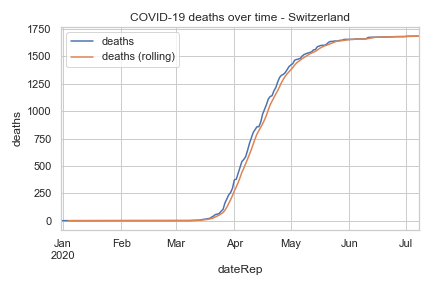 COVID-19 deaths over time - Switzerland
deaths
deaths (rolling)
1750
1500
1250
1000
750
500
250
0
deaths
Jan
2020
Feb
Mar
Apr
May
Jun
Jul
dateRep